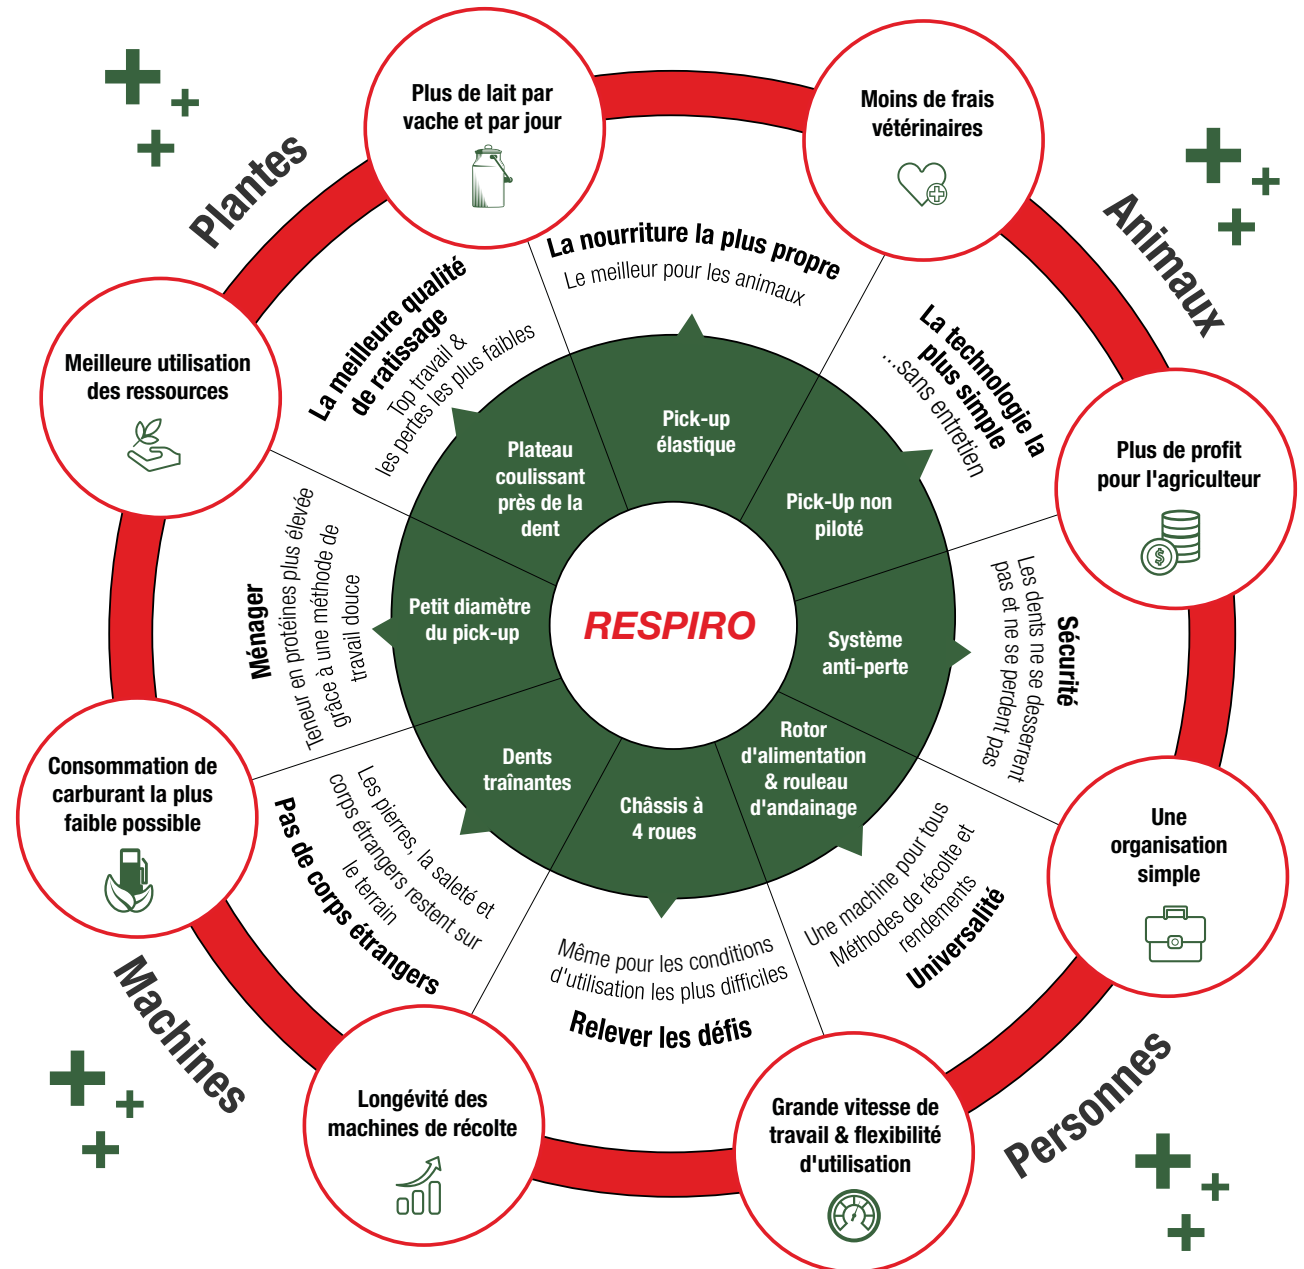 Plantes
Animaux
Machines
Personnes
Plus de lait par
vache et par jour
Moins de frais
vétérinaires
Plus de profit
pour l'agriculteur
Une
organisation
simple
Grande vitesse de
travail & flexibilité
d'utilisation
Longévité des
machines de récolte
Consommation de
carburant la plus
faible possible
Meilleure utilisation
des ressources
La nourriture la plus propre
Le meilleur pour les animaux
La technologie la
plus simple
...sans entretien
Sécurité
Les dents ne se desserrent
pas et ne se perdent pas
Une machine pour tous
Méthodes de récolte et
rendements
Universalité
Même pour les conditions
d'utilisation les plus difficiles
Relever les défis
Les pierres, la saleté et
corps étrangers restent sur
le terrain
Pas de corps étrangers
Ménager
Teneur en protéines plus élevée
grâce à une méthode de
travail douce
La meilleure qualité
de ratissage
Top travail &
les pertes les plus faibles
Pick-up
élastique
Pick-Up non
piloté
Système
anti-perte
Rotor
d'alimentation
& rouleau
d'andainage
Châssis à
4 roues
Dents
traînantes
Petit diamètre
du pick-up
Plateau
coulissant
près de la
dent
RESPIRO
$